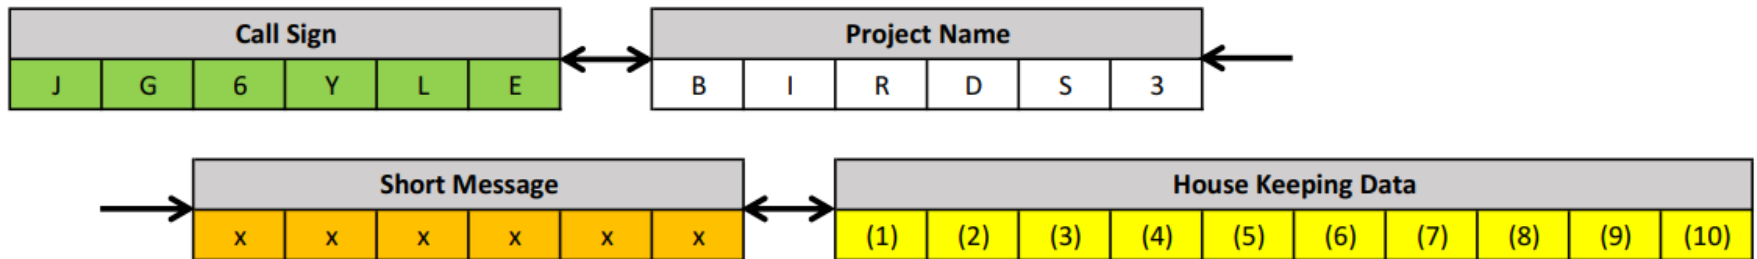 Call Sign Project Name
J G 6 Y L E B I R D S 3
Short Message House Keeping Data
x x x x x x (1) (2) (3) (4) (5) (6) (7) (8) (9) (10)